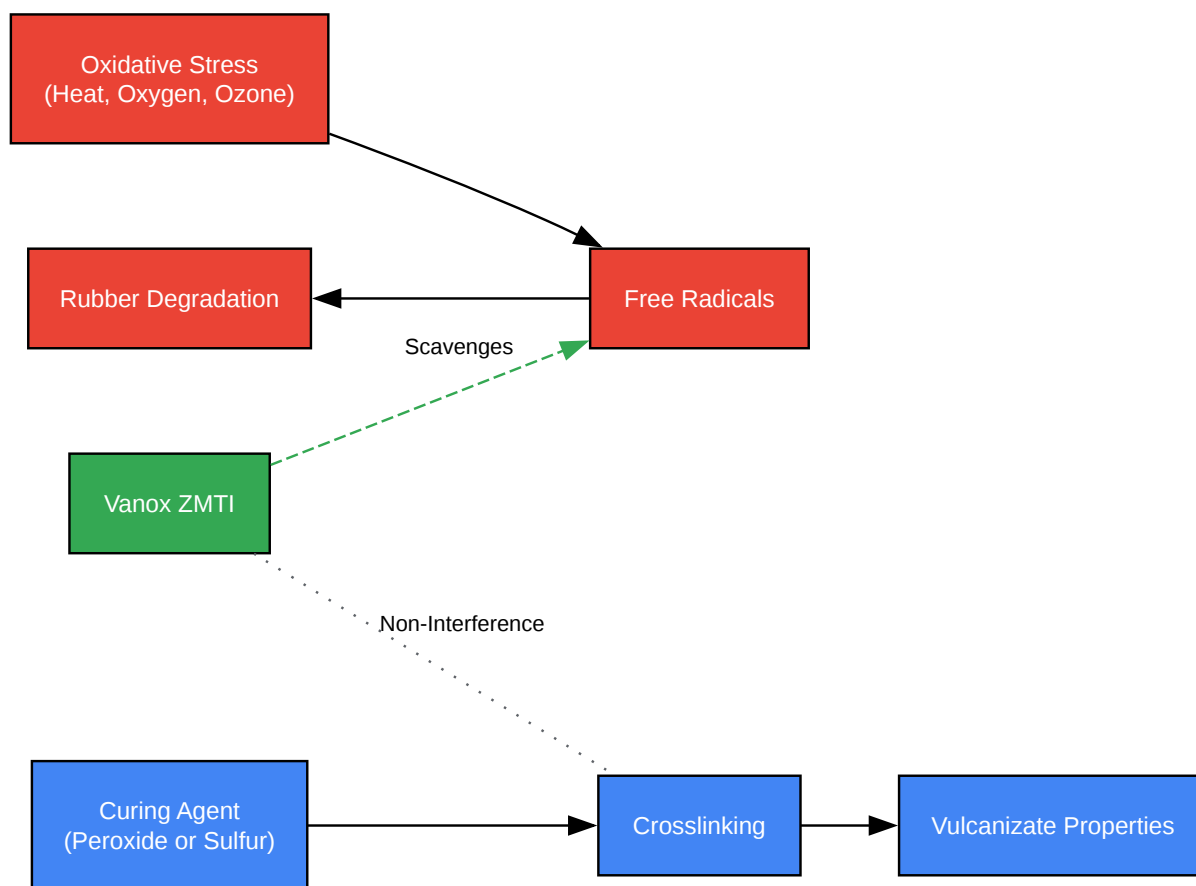 Oxidative Stress
(Heat, Oxygen, Ozone)
Rubber Degradation
Free Radicals
Scavenges
Vanox ZMTI
Non-Interference
Curing Agent
(Peroxide or Sulfur)
Crosslinking
Vulcanizate Properties